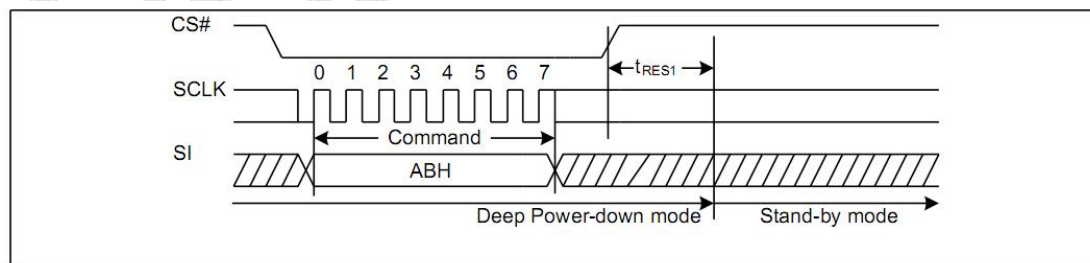 CS#
tRES1
0 1 2 3 4 5 6 7
SCLK
Command
SI
ABH
Deep Power-down mode
Stand-by mode